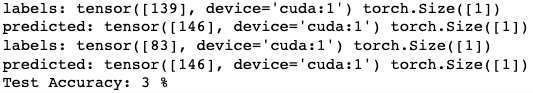 labels: tensor([139], device='cuda:1') torch.Size([1])
predicted: tensor([146], device='cuda:1') torch.Size([1])
labels: tensor([83], device='cuda:1') torch.Size([1])
predicted: tensor([146], device='cuda:1') torch.Size([1])
Test Accuracy: 3 %